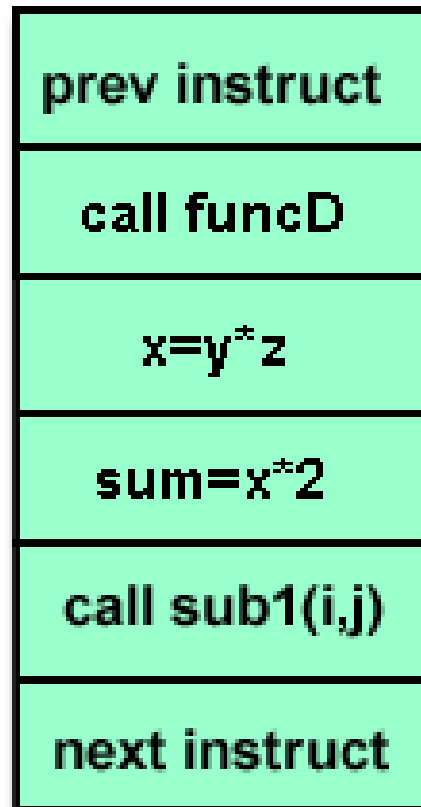 prev instruct
call funcD
x=y*z
sum=x*2
call sub1(i,j)
next instruct